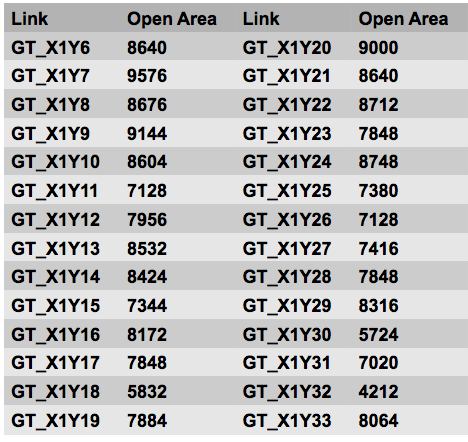 Link Open Area Link Open Area
GT_X1Y6 8640 GT_X1Y20 9000
GT_X1Y7 9576 GT_X1Y21 8640
GT_X1Y8 8676 GT_X1Y22 8712
GT_X1Y9 9144 GT_X1Y23 7848
GT_X1Y10 8604 GT_X1Y24 8748
GT_X1Y11 7128 GT_X1Y25 7380
GT_X1Y12 7956 GT_X1Y26 7128
GT_X1Y13 8532 GT_X1Y27 7416
GT_X1Y14 8424 GT_X1Y28 7848
GT_X1Y15 7344 GT_X1Y29 8316
GT_X1Y16 8172 GT_X1Y30 5724
GT_X1Y17 7848 GT_X1Y31 7020
GT_X1Y18 5832 GT_X1Y32 4212
GT_X1Y19 7884 GT_X1Y33 8064